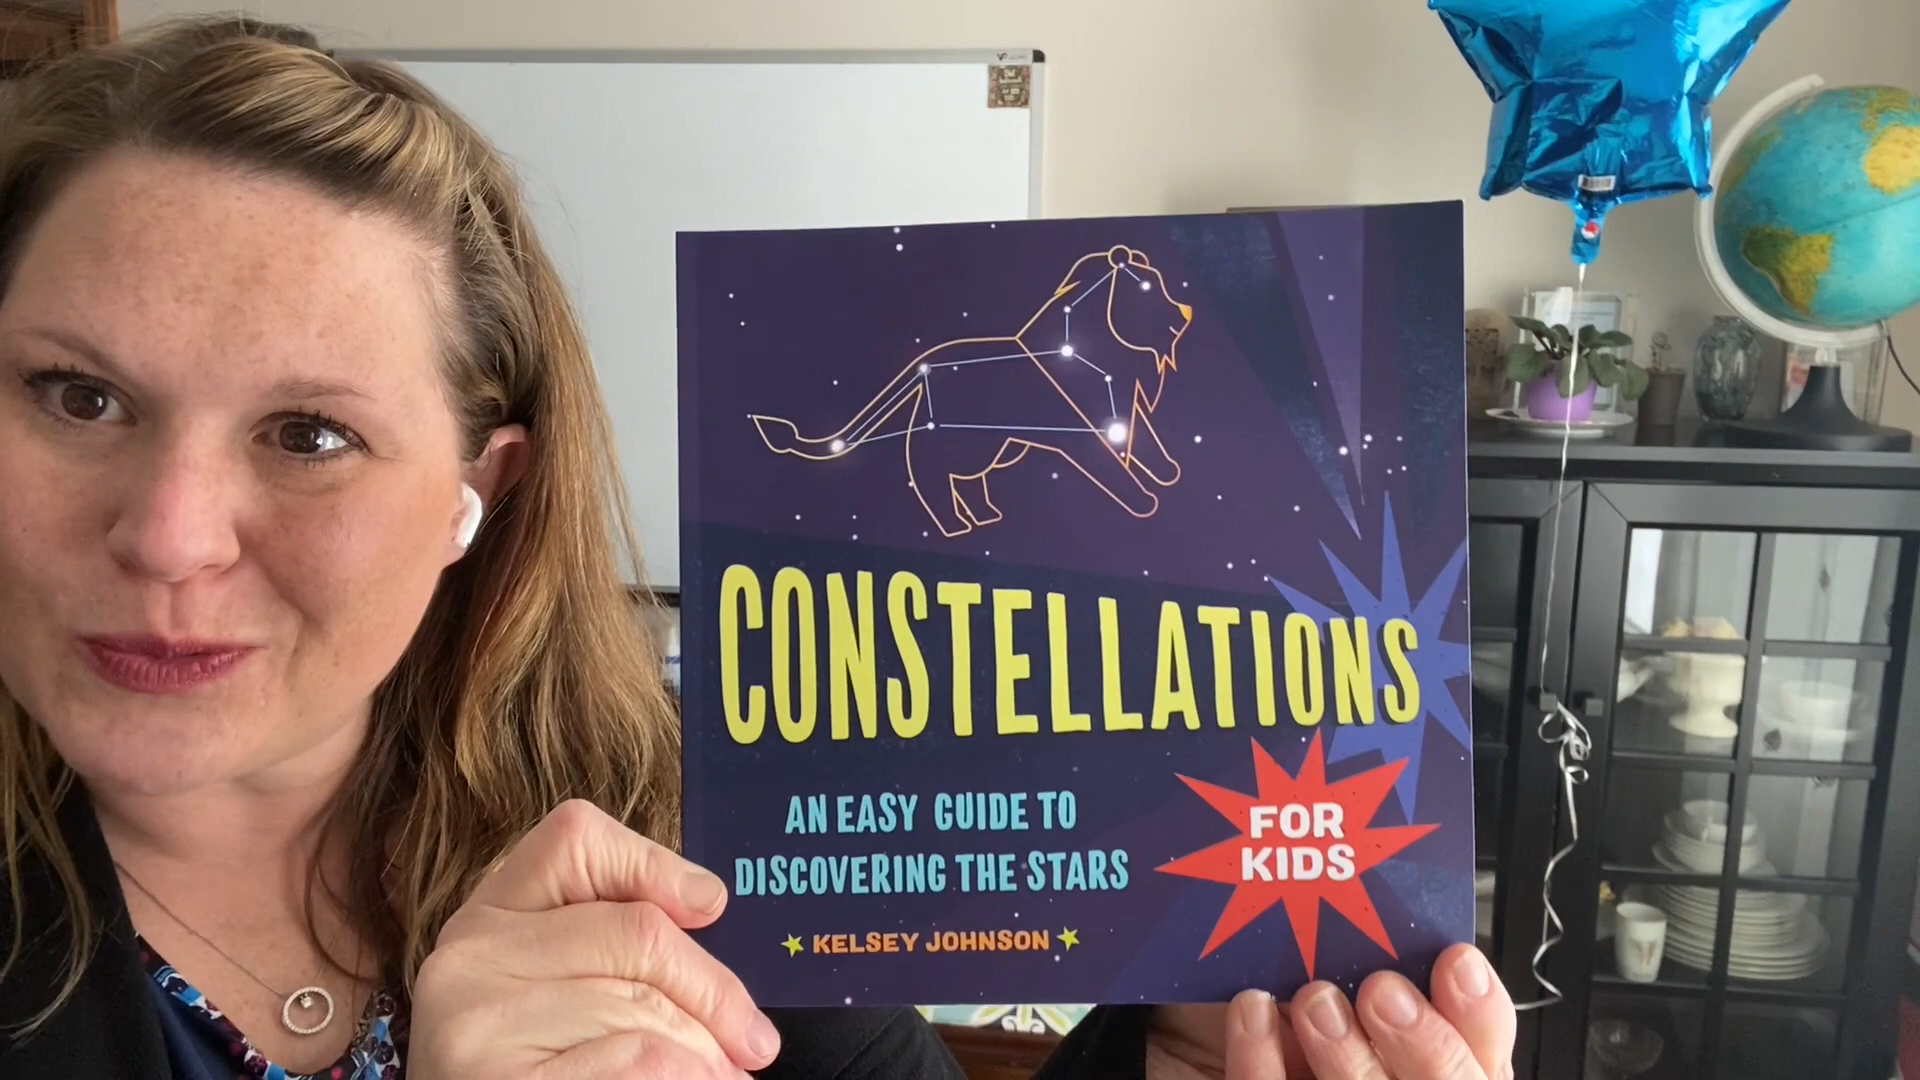 CONSTELLATIONS
AN EASY GUIDE TO
DISCOVERING THE STARS
FOR
KIDS
KELSEY JOHNSON